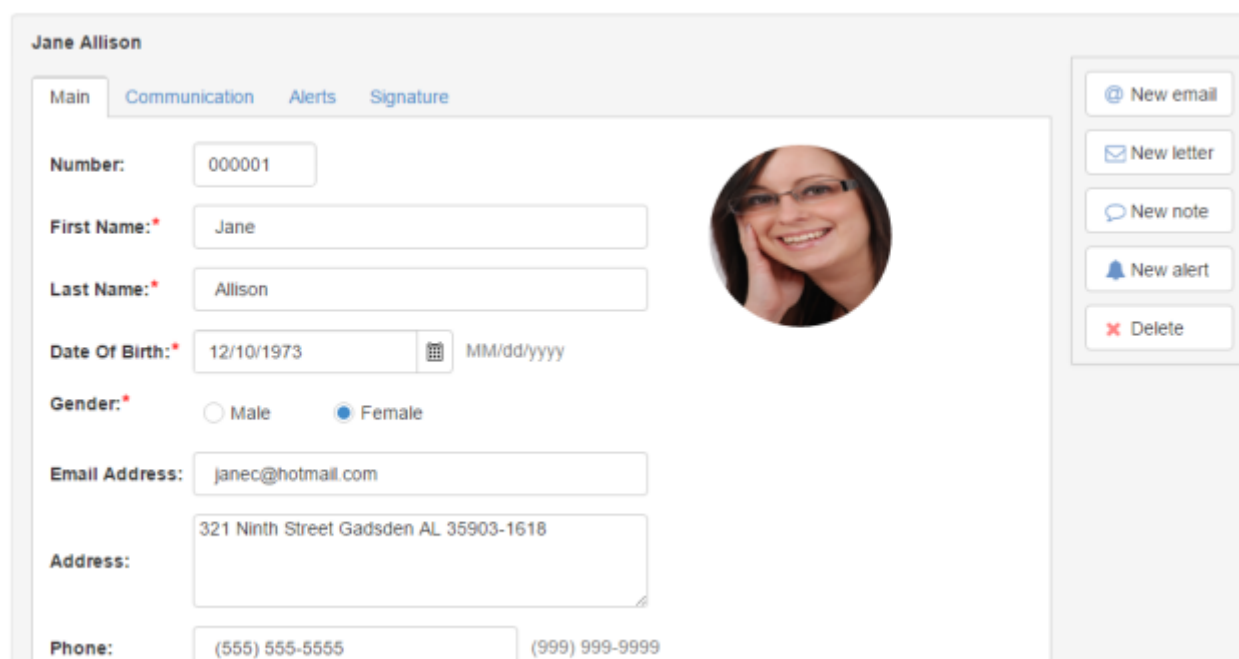 Jane Allison
Main Communication Alerts Signature
@ New email
New letter
New note
New alert
Delete
Number: 000001
First Name:* Jane
Last Name:* Allison
Date Of Birth:* 12/10/1973 MM/dd/yyyy
Gender:* Male Female
Email Address: janec@hotmail.com
Address: 321 Ninth Street Gadsden AL 35903-1618
Phone: (555) 555-5555 (999) 999-9999